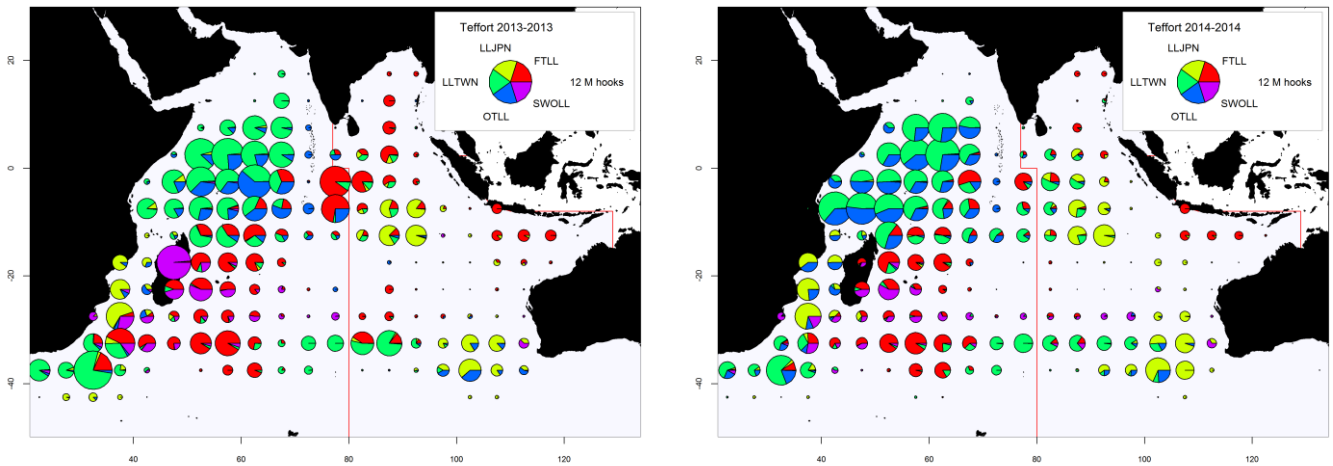 Teffort 2013-2013
LLJPN
FTLL
LLTWN
12 M hooks
SWOLL
OTLL
20
0
-20
-40
40
60
80
100
120
Teffort 2014-2014
LLJPN
FTLL
LLTWN
12 M hooks
SWOLL
OTLL
20
0
-20
-40
40
60
80
100
120